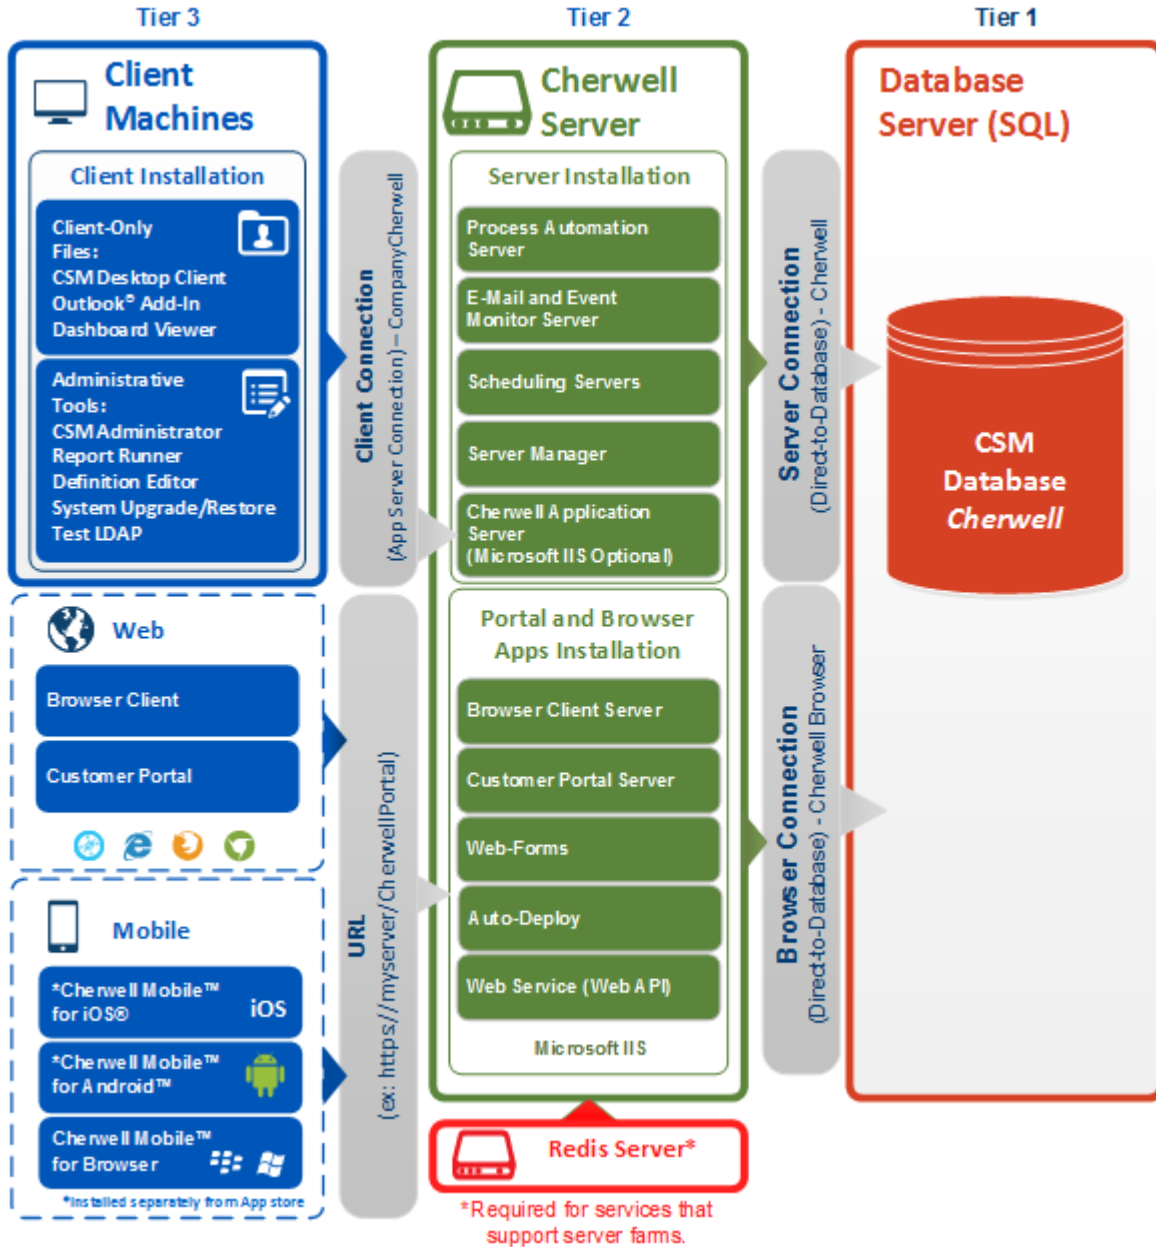 Tier 3
Tier 2
Tier 1
Client
Machines
Client Installation
Client-Only
Files:
CSM Desktop Client
Outlook® Add-In
Dashboard Viewer
Administrative
Tools:
CSM Administrator
Report Runner
Definition Editor
System Upgrade/Restore
Test LDAP
Web
Browser Client
Customer Portal
Mobile
*Cherwell Mobile™
for iOS®
iOS
*Cherwell Mobile™
for Android™
Cherwell Mobile™
for Browser
*Installed separately from App store
Client Connection
(App Server Connection) – CompanyCherwell
URL
(ex: https//myserver/CherwellPortal)
Cherwell
Server
Server Installation
Process Automation
Server
E-Mail and Event
Monitor Server
Scheduling Servers
Server Manager
Cherwell Application
Server
(Microsoft IIS Optional)
Portal and Browser
Apps Installation
Browser Client Server
Customer Portal Server
Web-Forms
Auto-Deploy
Web Service (Web API)
Microsoft IIS
Redis Server*
*Required for services that
support server farms.
Server Connection
(Direct-to-Database) - Cherwell
Browser Connection
(Direct-to-Database) - Cherwell Browser
Database
Server (SQL)
CSM
Database
Cherwell